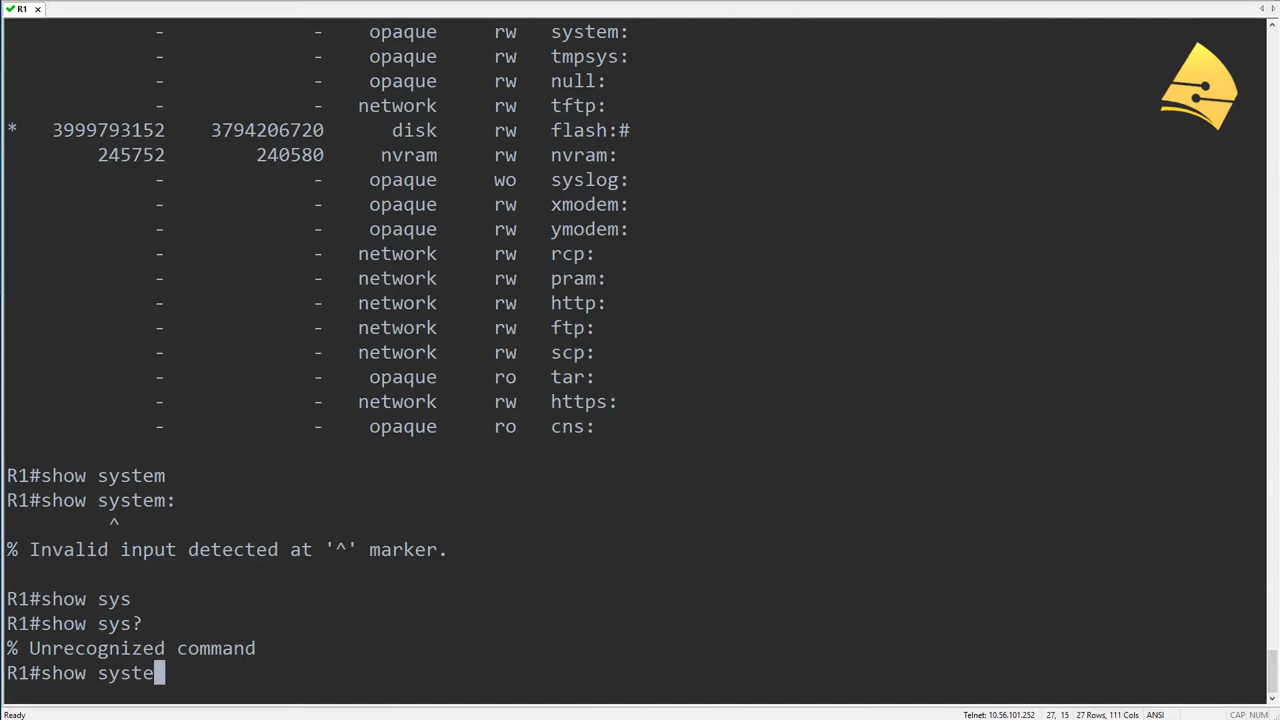 R1
-          -     opaque     rw   system:
-          -     opaque     rw   tmpsys:
-          -     opaque     rw   null:
-          -     network    rw   tftp:
*   3999793152    3794206720      disk     rw   flash:#
245752        240580     nvram     rw   nvram:
-          -     opaque     wo   syslog:
-          -     opaque     rw   xmodem:
-          -     opaque     rw   ymodem:
-          -     network    rw   rcp:
-          -     network    rw   pram:
-          -     network    rw   http:
-          -     network    rw   ftp:
-          -     network    rw   scp:
-          -     opaque     ro   tar:
-          -     network    rw   https:
-          -     opaque     ro   cns:
R1#show system
R1#show system:
^
% Invalid input detected at '^' marker.
R1#show sys
R1#show sys?
% Unrecognized command
R1#show syste
Ready Telnet: 10.56.101.252 27, 15 27 Rows, 111 Cols ANSI CAP NUM